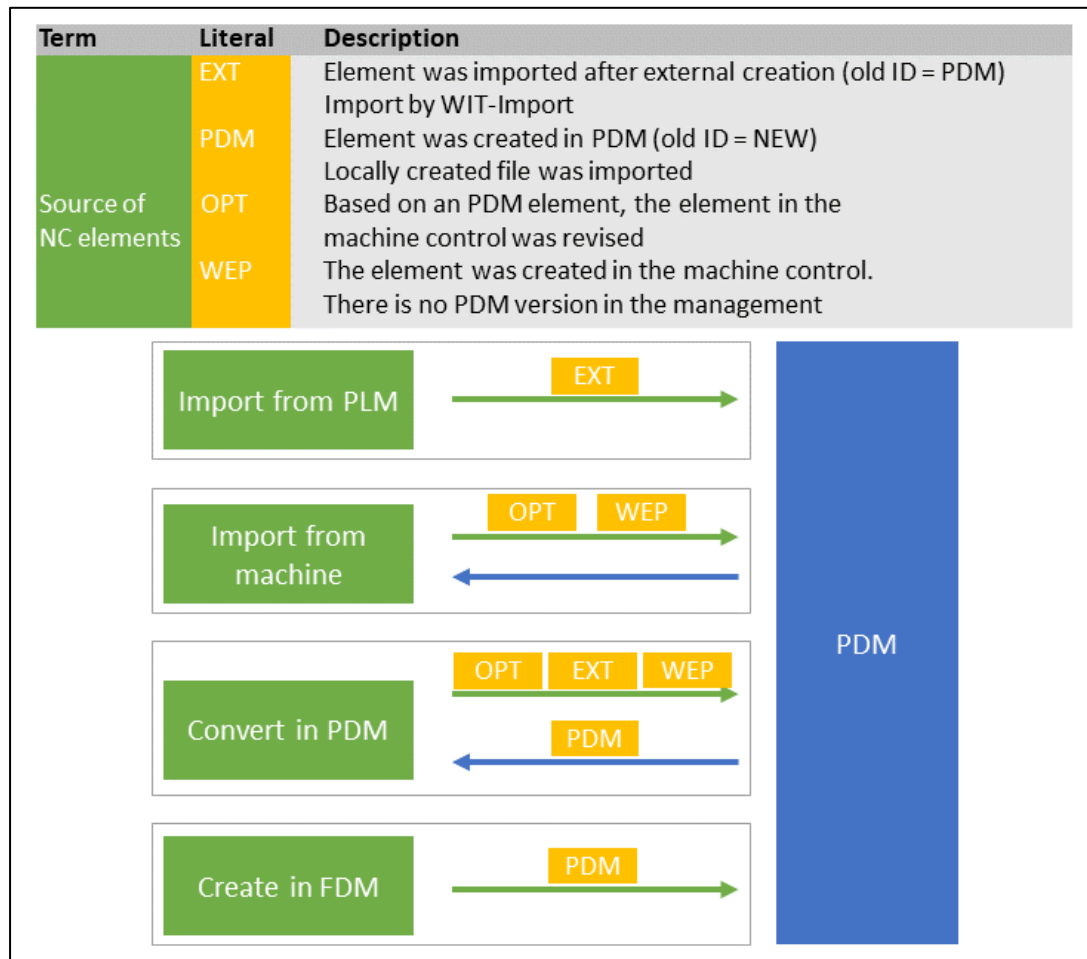 Term Literal Description
EXT Element was imported after external creation (old ID = PDM)
Import by WIT-Import
PDM Element was created in PDM (old ID = NEW)
Locally created file was imported
Source of OPT Based on an PDM element, the element in the
NC elements machine control was revised
WEP The element was created in the machine control.
There is no PDM version in the management
EXT
Import from PLM
OPT WEP
Import from
machine
OPT EXT WEP
Convert in PDM
PDM
PDM
Create in FDM
PDM